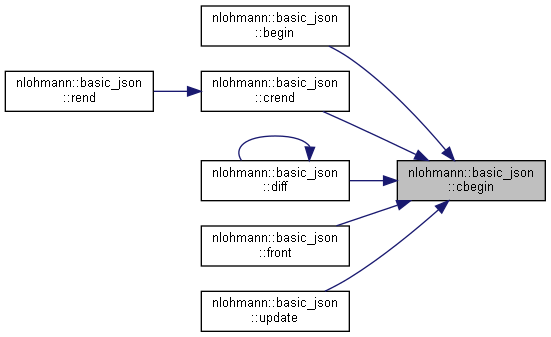 nlohmann::basic_json
::begin
nlohmann::basic_json
::rend
nlohmann::basic_json
::crend
nlohmann::basic_json
::diff
nlohmann::basic_json
::cbegin
nlohmann::basic_json
::front
nlohmann::basic_json
::update